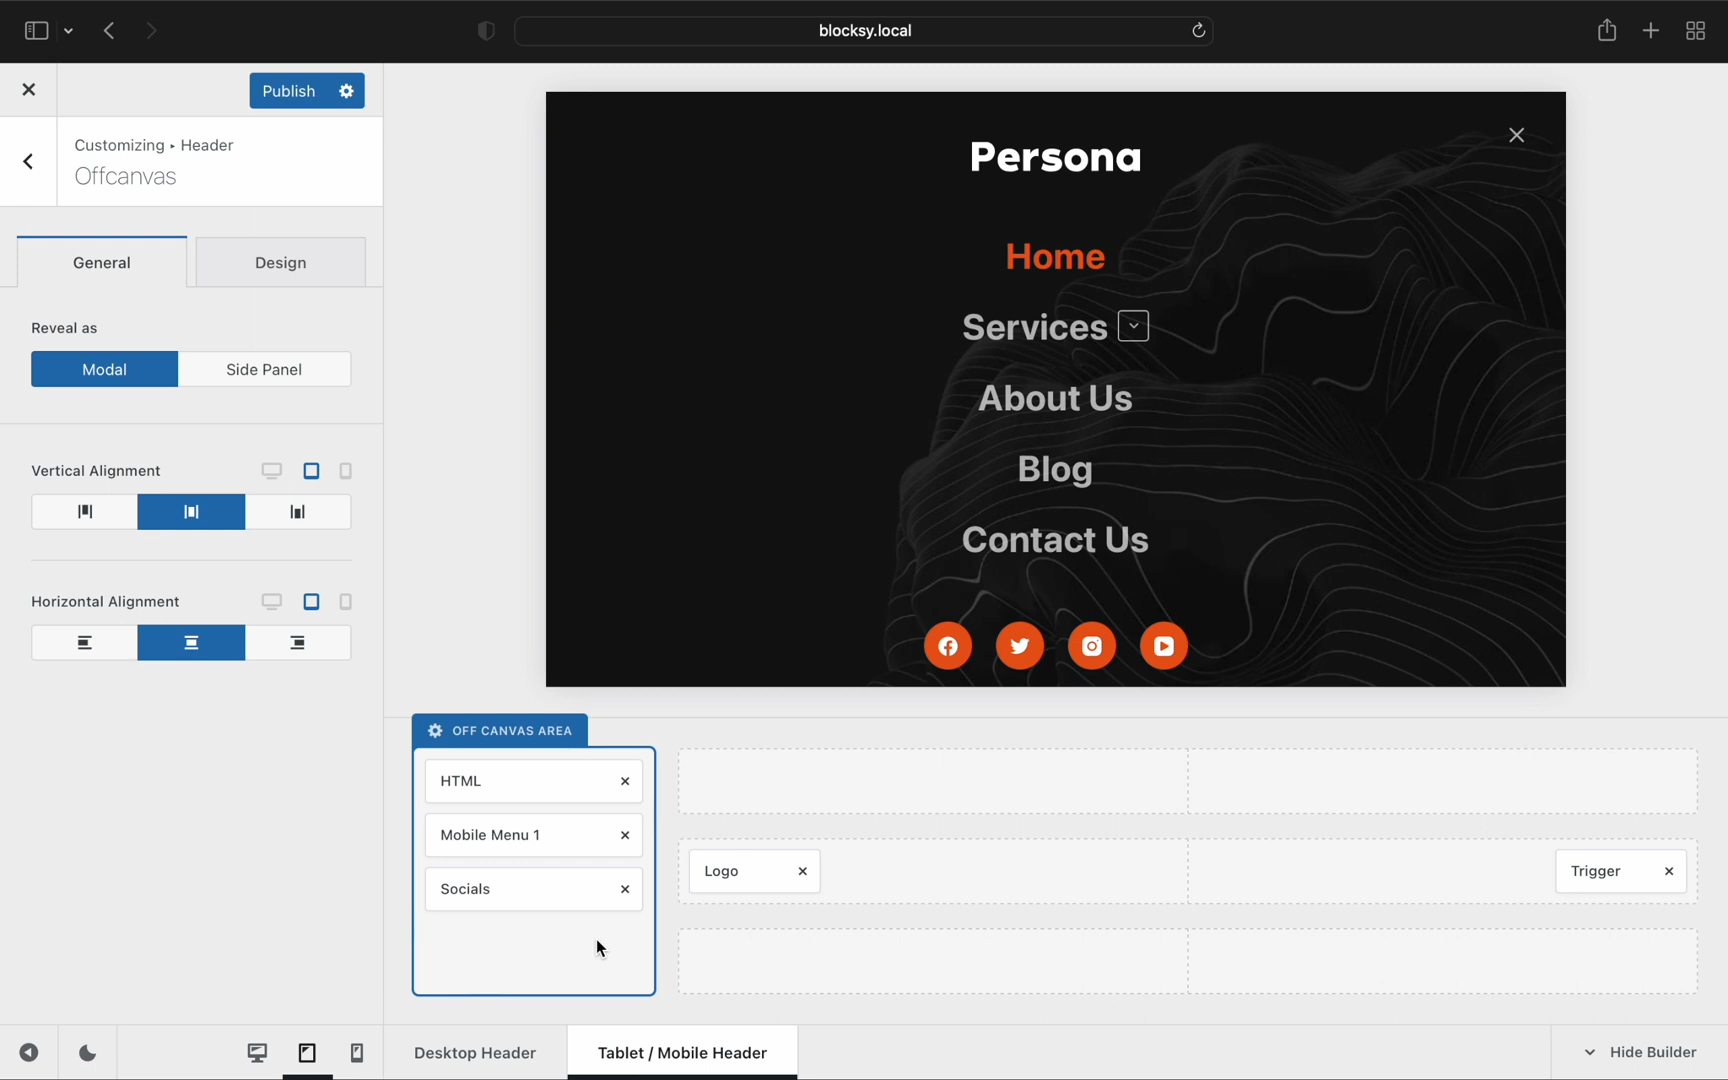 blocksy.local
Publish
Customizing ▸ Header
Offcanvas
General
Design
Reveal as
Modal
Side Panel
Vertical Alignment
Horizontal Alignment
Persona
Home
Services
About Us
Blog
Contact Us
OFF CANVAS AREA
HTML
Mobile Menu 1
Socials
Logo
Trigger
Desktop Header
Tablet / Mobile Header
Hide Builder